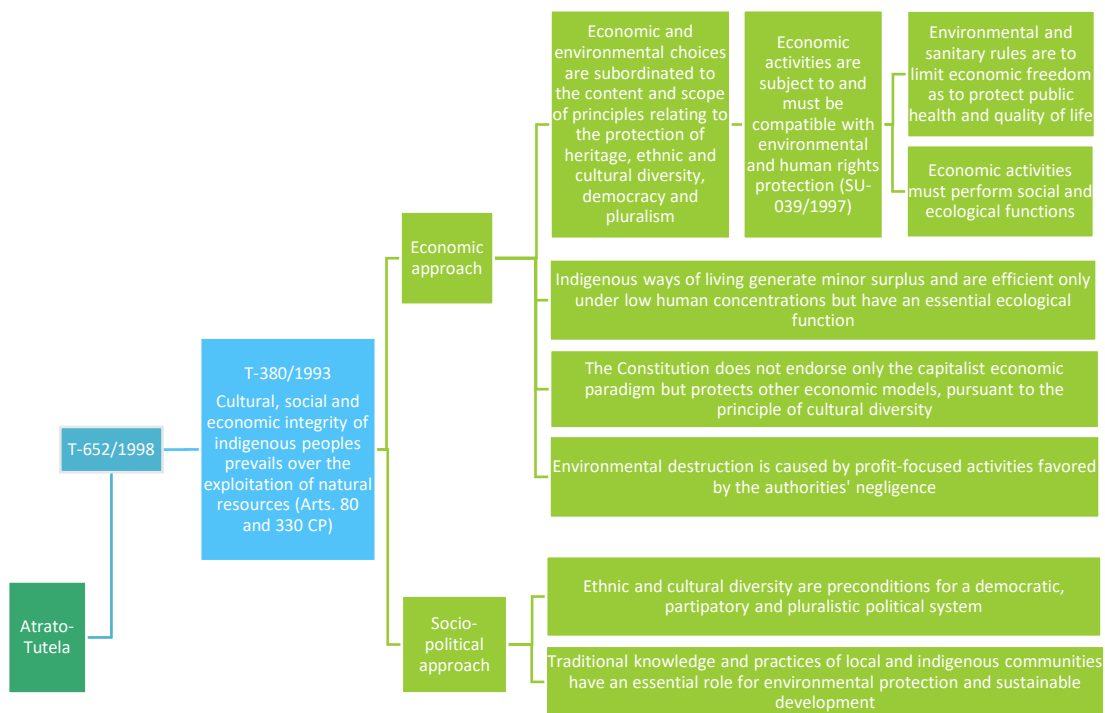 Atrato-
Tutela
T-652/1998
T-380/1993
Cultural, social and
economic integrity of
indigenous peoples
prevails over the
exploitation of natural
resources (Arts. 80
and 330 CP)
Economic
approach
Economic and
environmental choices
are subordinated to
the content and scope
of principles relating to
the protection of
heritage, ethnic and
cultural diversity,
democracy and
pluralism
Economic
activities are
subject to and
must be
compatible with
environmental
and human rights
protection (SU-
039/1997)
Environmental and
sanitary rules are to
limit economic freedom
as to protect public
health and quality of life
Economic activities
must perform social and
ecological functions
Indigenous ways of living generate minor surplus and are efficient only
under low human concentrations but have an essential ecological
function
The Constitution does not endorse only the capitalist economic
paradigm but protects other economic models, pursuant to the
principle of cultural diversity
Environmental destruction is caused by profit-focused activities favored
by the authorities' negligence
Socio-
political
approach
Ethnic and cultural diversity are preconditions for a democratic,
partipatory and pluralistic political system
Traditional knowledge and practices of local and indigenous communities
have an essential role for environmental protection and sustainable
development